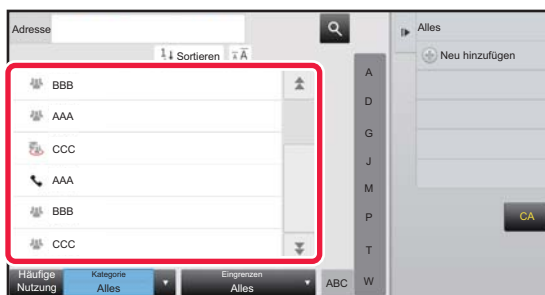 Adresse
Sortieren
BBB
AAA
CCC
AAA
BBB
CCC
Häufige Nutzung
Kategorie
Alles
Eingrenzen
Alles
ABC
A
D
G
J
M
P
T
W
Alles
Neu hinzufügen
CA